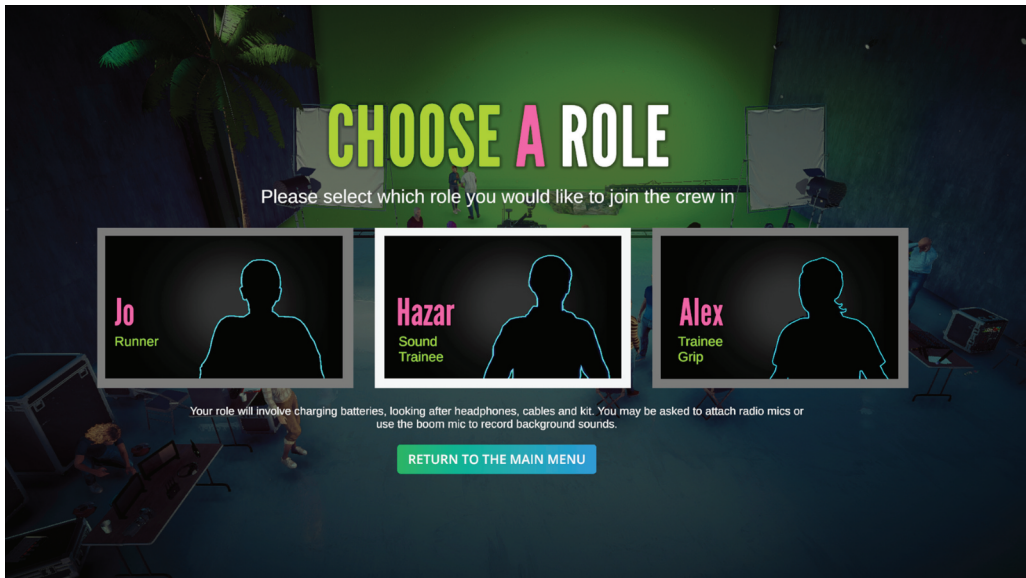 CHOOSE A ROLE
Please select which role you would like to join the crew in
Jo
Runner
Hazar
Sound
Trainee
Alex
Trainee
Grip
Your role will involve charging batteries, looking after headphones, cables and kit. You may be asked to attach radio mics or
use the boom mic to record background sounds.
RETURN TO THE MAIN MENU